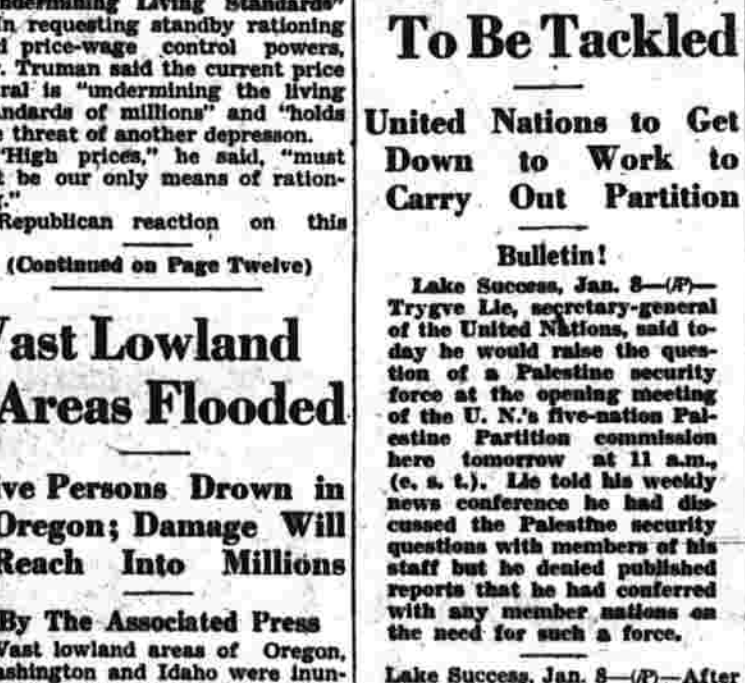 Undermining Living Standards"
In requesting standby rationing
price-wage control powers,
Truman said the current price
is "undermining the living
of millions" and "holds
threat of another depresson.
"High prices," he said, "must
be our only means of ration-
Republican reaction on this
(Continued on Page Twelve)
Vast Lowland
Areas Flooded
Persons Drown in
Oregon; Damage Will
Reach Into Millions
By The Associated Press
Vast lowland areas of Oregon,
and Idaho were inun-
To Be Tackled
United Nations to Get
Down to Work to
Carry Out Partition
Bulletin!
Lake Success, Jan. 8—(AP)—
Trygve Lie, secretary-general
of the United Nations, said to-
day he would raise the ques-
tion of a Palestine security
force at the opening meeting
of the U. N.'s five-nation Pal-
estine Partition commission
here tomorrow at 11 a.m.,
(e. s. t.). Lie told his weekly
news conference he had dis-
cussed the Palestine security
questions with members of his
staff but he denied published
reports that he had conferred
with any member nations on
the need for such a force.
Lake Success, Jan. 8—(AP)—After